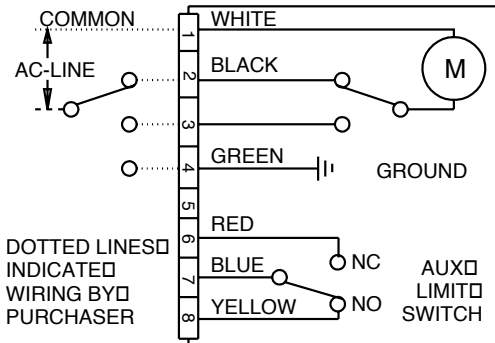 COMMON
WHITE
AC-LINE
1
M
BLACK
2
3
GREEN
4
GROUND
5
RED
6
DOTTED LINES□
INDICATED□
WIRING BY□
PURCHASER
NC
BLUE
7
AUX□
LIMIT□
SWITCH
YELLOW
8
NO